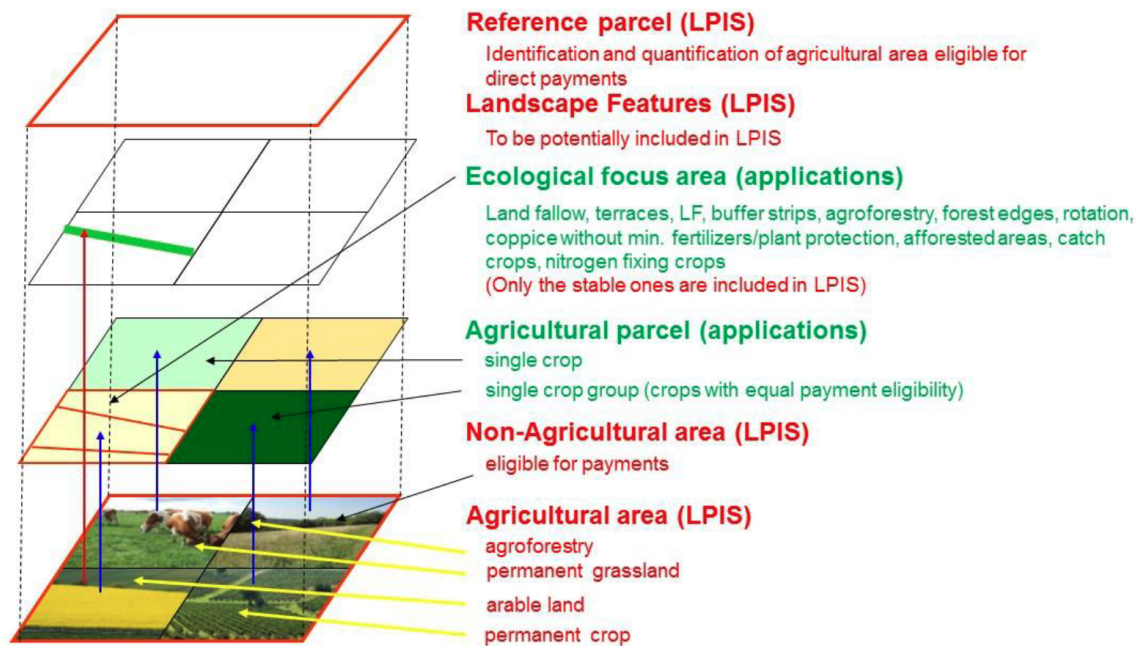 Reference parcel (LPIS)
Identification and quantification of agricultural area eligible for
direct payments
Landscape Features (LPIS)
To be potentially included in LPIS
Ecological focus area (applications)
Land fallow, terraces, LF, buffer strips, agroforestry, forest edges, rotation,
coppice without min. fertilizers/plant protection, afforested areas, catch
crops, nitrogen fixing crops
(Only the stable ones are included in LPIS)
Agricultural parcel (applications)
single crop
single crop group (crops with equal payment eligibility)
Non-Agricultural area (LPIS)
eligible for payments
Agricultural area (LPIS)
agroforestry
permanent grassland
arable land
permanent crop